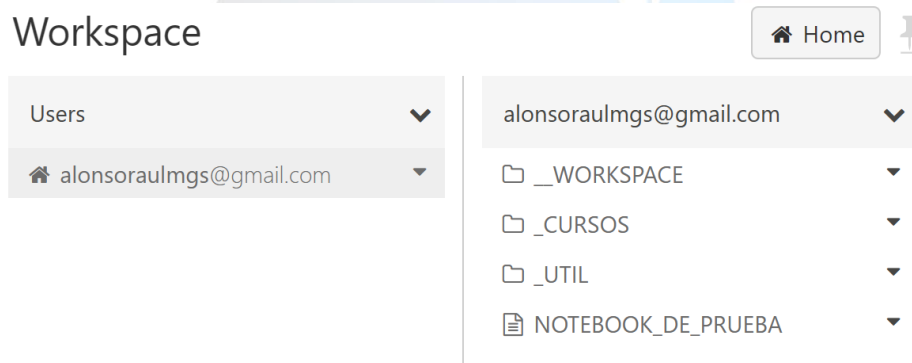 Workspace
Home
Users
alonsoraulmgs@gmail.com
alonsoraulmgs@gmail.com
__WORKSPACE
_CURSOS
_UTIL
NOTEBOOK_DE_PRUEBA